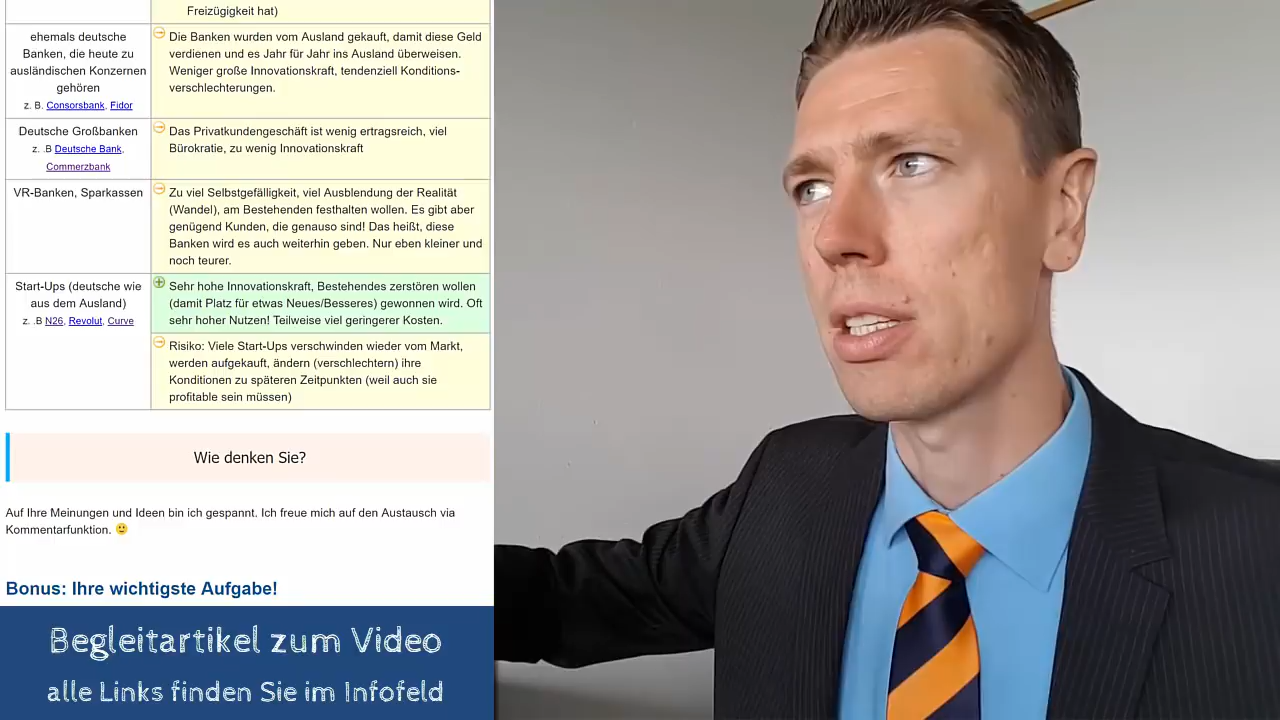 Freizügigkeit hat)
ehemals deutsche
Banken, die heute zu
ausländischen Konzernen
gehören
z. B. Consorsbank, Fidor
Die Banken wurden vom Ausland gekauft, damit diese Geld
verdienen und es Jahr für Jahr ins Ausland überweisen.
Weniger große Innovationskraft, tendenziell Konditions-
verschlechterungen.
Deutsche Großbanken
z. .B Deutsche Bank,
Commerzbank
Das Privatkundengeschäft ist wenig ertragsreich, viel
Bürokratie, zu wenig Innovationskraft
VR-Banken, Sparkassen
Zu viel Selbstgefälligkeit, viel Ausblendung der Realität
(Wandel), am Bestehenden festhalten wollen. Es gibt aber
genügend Kunden, die genauso sind! Das heißt, diese
Banken wird es auch weiterhin geben. Nur eben kleiner und
noch teurer.
Start-Ups (deutsche wie
aus dem Ausland)
z. .B N26, Revolut, Curve
Sehr hohe Innovationskraft, Bestehendes zerstören wollen
(damit Platz für etwas Neues/Besseres) gewonnen wird. Oft
sehr hoher Nutzen! Teilweise viel geringerer Kosten.
Risiko: Viele Start-Ups verschwinden wieder vom Markt,
werden aufgekauft, ändern (verschlechtern) ihre
Konditionen zu späteren Zeitpunkten (weil auch sie
profitable sein müssen)
Wie denken Sie?
Auf Ihre Meinungen und Ideen bin ich gespannt. Ich freue mich auf den Austausch via
Kommentarfunktion. 🙂
Bonus: Ihre wichtigste Aufgabe!
Begleitartikel zum Video
alle Links finden Sie im Infofeld